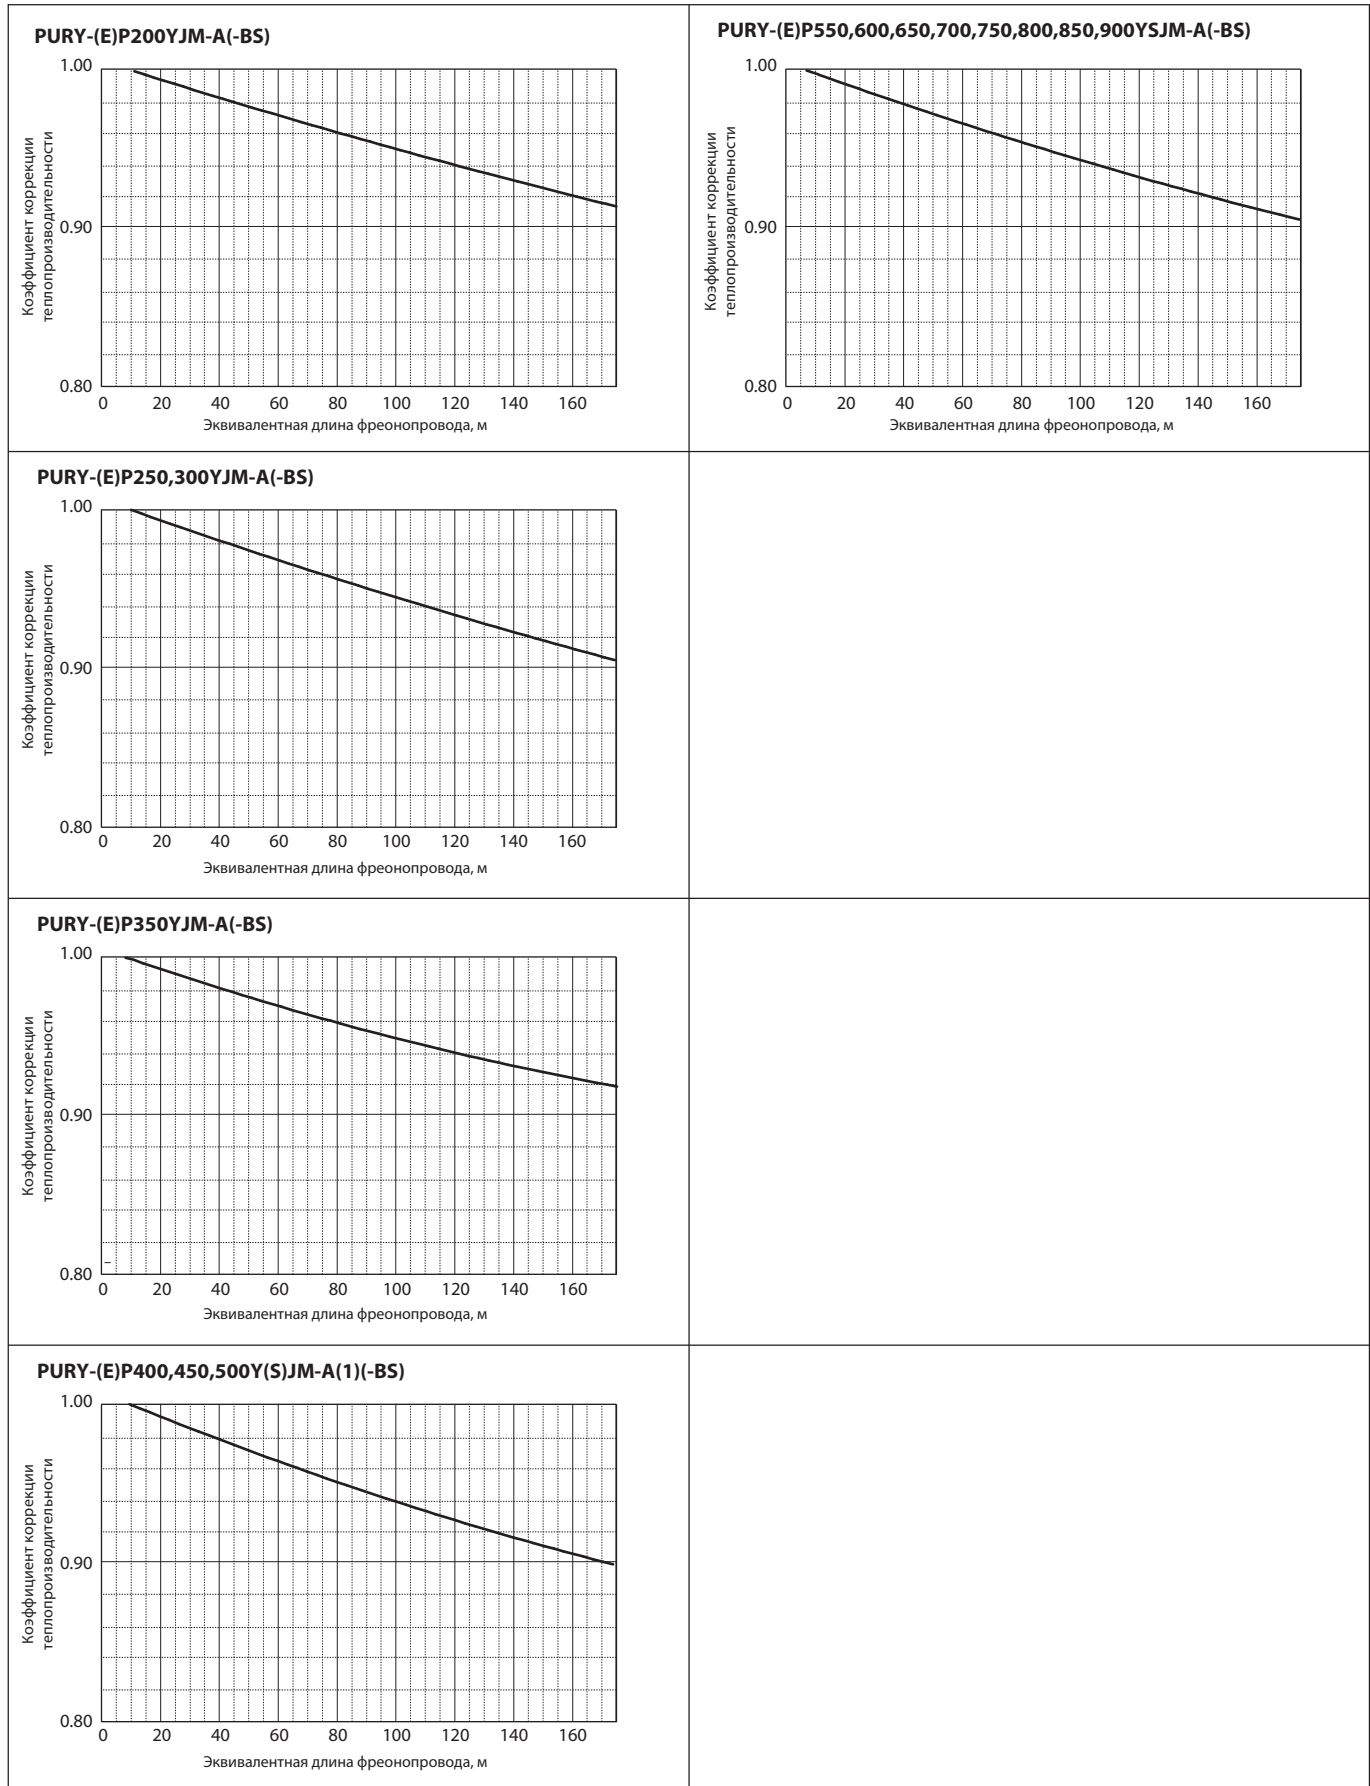 PURY-(E)P200YJM-A(-BS)
Коэффициент коррекции
теплопроизводительности
1.00
0.90
0.80
0 20 40 60 80 100 120 140 160
Эквивалентная длина фреонопровода, м
PURY-(E)P550,600,650,700,750,800,850,900YSJM-A(-BS)
Коэффициент коррекции
теплопроизводительности
1.00
0.90
0.80
0 20 40 60 80 100 120 140 160
Эквивалентная длина фреонопровода, м
PURY-(E)P250,300YJM-A(-BS)
Коэффициент коррекции
теплопроизводительности
1.00
0.90
0.80
0 20 40 60 80 100 120 140 160
Эквивалентная длина фреонопровода, м
PURY-(E)P350YJM-A(-BS)
Коэффициент коррекции
теплопроизводительности
1.00
0.90
0.80
0 20 40 60 80 100 120 140 160
Эквивалентная длина фреонопровода, м
PURY-(E)P400,450,500Y(S)JM-A(1)(-BS)
Коэффициент коррекции
теплопроизводительности
1.00
0.90
0.80
0 20 40 60 80 100 120 140 160
Эквивалентная длина фреонопровода, м